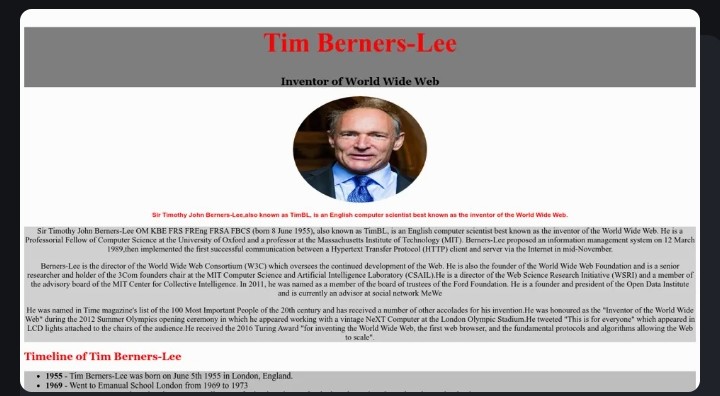 Tim Berners-Lee
Inventor of World Wide Web
Sir Timothy John Berners-Lee,also known as TimBL, is an English computer scientist best known as the inventor of the World Wide Web.
Sir Timothy John Berners-Lee OM KBE FRS FREng FRSA FBCS (born 8 June 1955), also known as TimBL, is an English computer scientist best known as the inventor of the World Wide Web. He is a
Professorial Fellow of Computer Science at the University of Oxford and a professor at the Massachusetts Institute of Technology (MIT). Berners-Lee proposed an information management system on 12 March
1989,then implemented the first successful communication between a Hypertext Transfer Protocol (HTTP) client and server via the Internet in mid-November.
Berners-Lee is the director of the World Wide Web Consortium (W3C) which oversees the continued development of the Web. He is also the founder of the World Wide Web Foundation and is a senior
researcher and holder of the 3Com founders chair at the MIT Computer Science and Artificial Intelligence Laboratory (CSAIL).He is a director of the Web Science Research Initiative (WSRI) and a member of
the advisory board of the MIT Center for Collective Intelligence. In 2011, he was named as a member of the board of trustees of the Ford Foundation. He is a founder and president of the Open Data Institute
and is currently an advisor at social network MeWe
He was named in Time magazine's list of the 100 Most Important People of the 20th century and has received a number of other accolades for his invention.He was honoured as the "Inventor of the World Wide
Web" during the 2012 Summer Olympics opening ceremony in which he appeared working with a vintage NeXT Computer at the London Olympic Stadium.He tweeted "This is for everyone" which appeared in
LCD lights attached to the chairs of the audience.He received the 2016 Turing Award "for inventing the World Wide Web, the first web browser, and the fundamental protocols and algorithms allowing the Web
to scale".
Timeline of Tim Berners-Lee
• 1955 - Tim Berners-Lee was born on June 5th 1955 in London, England.
• 1969 - Went to Emanual School London from 1969 to 1973